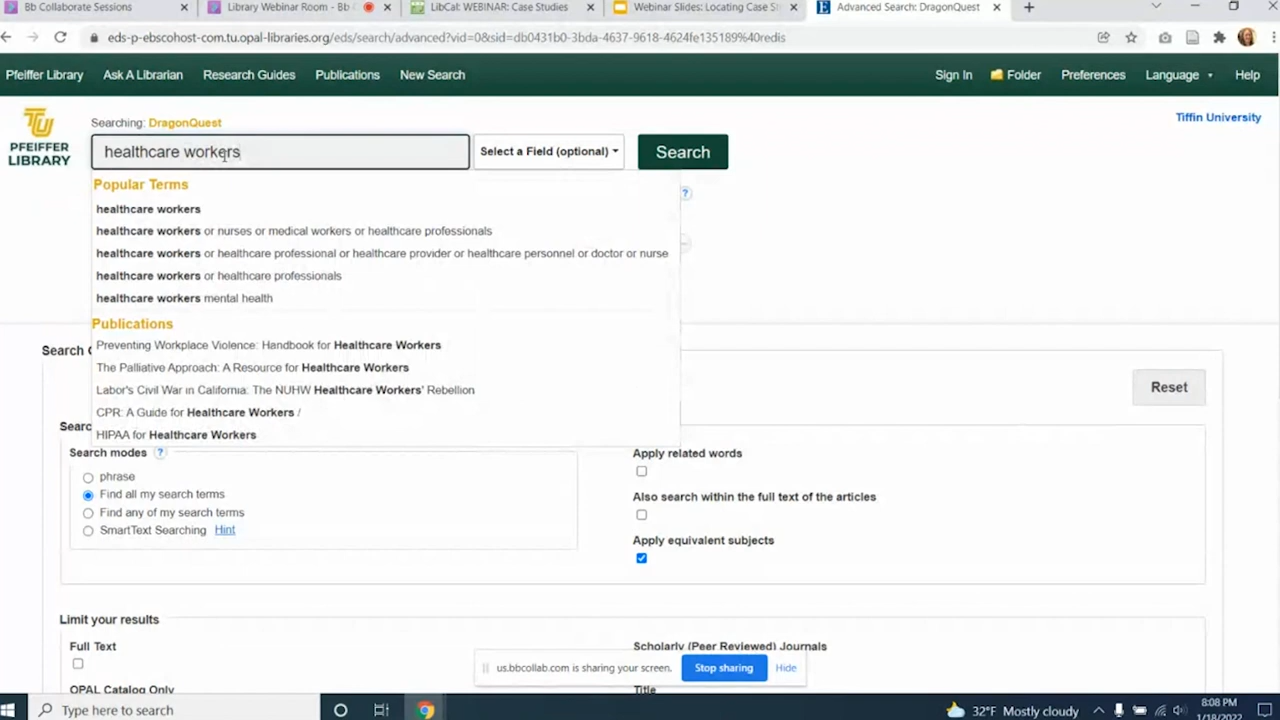 Bb Collaborate Sessions
Library Webinar Room - Bb
LibCal: WEBINAR: Case Studies
Webinar Slides: Locating Case St
Advanced Search: DragonQuest
eds-p-ebscohost-com.tu.opal-libraries.org/eds/search/advanced?vid=0&sid=db0431b0-3bda-4637-9618-4624fe135189%40redis
Pfeiffer Library Ask A Librarian Research Guides Publications New Search Sign In Folder Preferences Language Help
TU
PFEIFFER
LIBRARY
Searching: DragonQuest
Tiffin University
healthcare workers Select a Field (optional) Search
Popular Terms
healthcare workers
healthcare workers or nurses or medical workers or healthcare professionals
healthcare workers or healthcare professional or healthcare provider or healthcare personnel or doctor or nurse
healthcare workers or healthcare professionals
healthcare workers mental health
Publications
Preventing Workplace Violence: Handbook for Healthcare Workers
The Palliative Approach: A Resource for Healthcare Workers
Labor's Civil War in California: The NUHW Healthcare Workers' Rebellion
CPR: A Guide for Healthcare Workers /
HIPAA for Healthcare Workers
Reset
Search modes ?
phrase
Find all my search terms
Find any of my search terms
SmartText Searching Hint
Apply related words
Also search within the full text of the articles
Apply equivalent subjects
Limit your results
Full Text
Scholarly (Peer Reviewed) Journals
OPAL Catalog Only
Title
us.bbcollab.com is sharing your screen. Stop sharing Hide
Type here to search
32°F Mostly cloudy
8:08 PM
1/18/2022